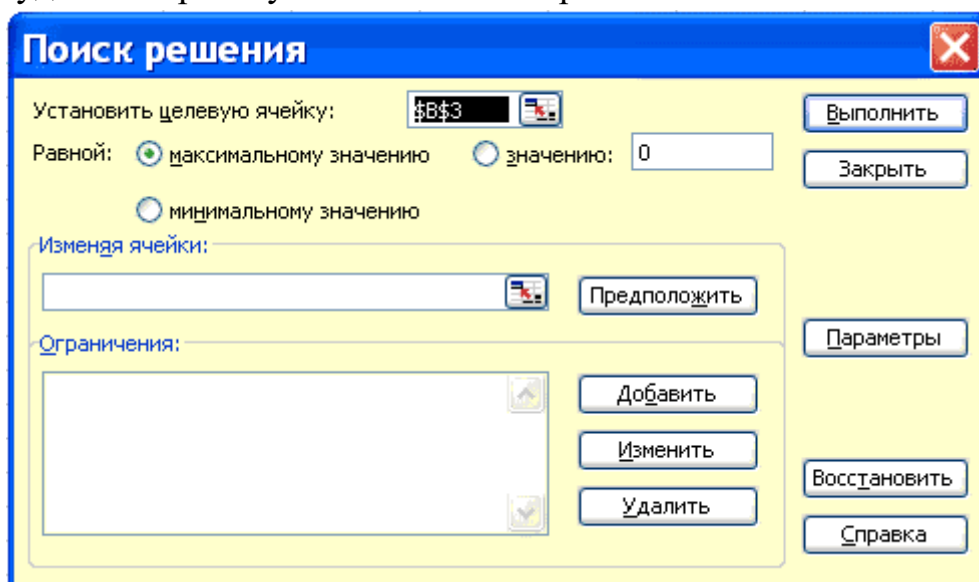 Поиск решения
Установить целевую ячейку: $B$3
Выполнить
Равной: максимальному значению значению: 0
Закрыть
минимальному значению
Изменяя ячейки:
Предположить
Ограничения:
Параметры
Добавить
Изменить
Восстановить
Удалить
Справка